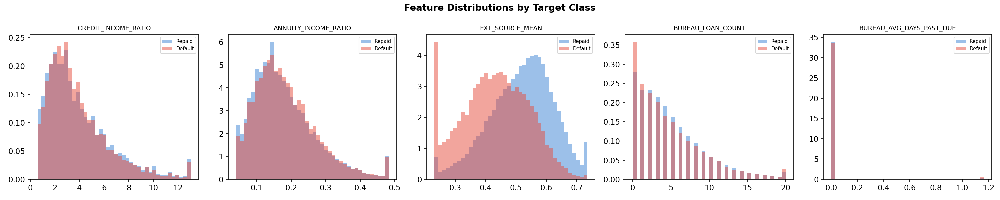 Feature Distributions by Target Class
CREDIT_INCOME_RATIO
Repaid
Default
0.25
0.20
0.15
0.10
0.05
0.00
0 2 4 6 8 10 12
ANNUITY_INCOME_RATIO
Repaid
Default
6
5
4
3
2
1
0
0.1 0.2 0.3 0.4 0.5
EXT_SOURCE_MEAN
Repaid
Default
4
3
2
1
0
0.3 0.4 0.5 0.6 0.7
BUREAU_LOAN_COUNT
Repaid
Default
0.35
0.30
0.25
0.20
0.15
0.10
0.05
0.00
0 5 10 15 20
BUREAU_AVG_DAYS_PAST_DUE
Repaid
Default
35
30
25
20
15
10
5
0
0.0 0.2 0.4 0.6 0.8 1.0 1.2